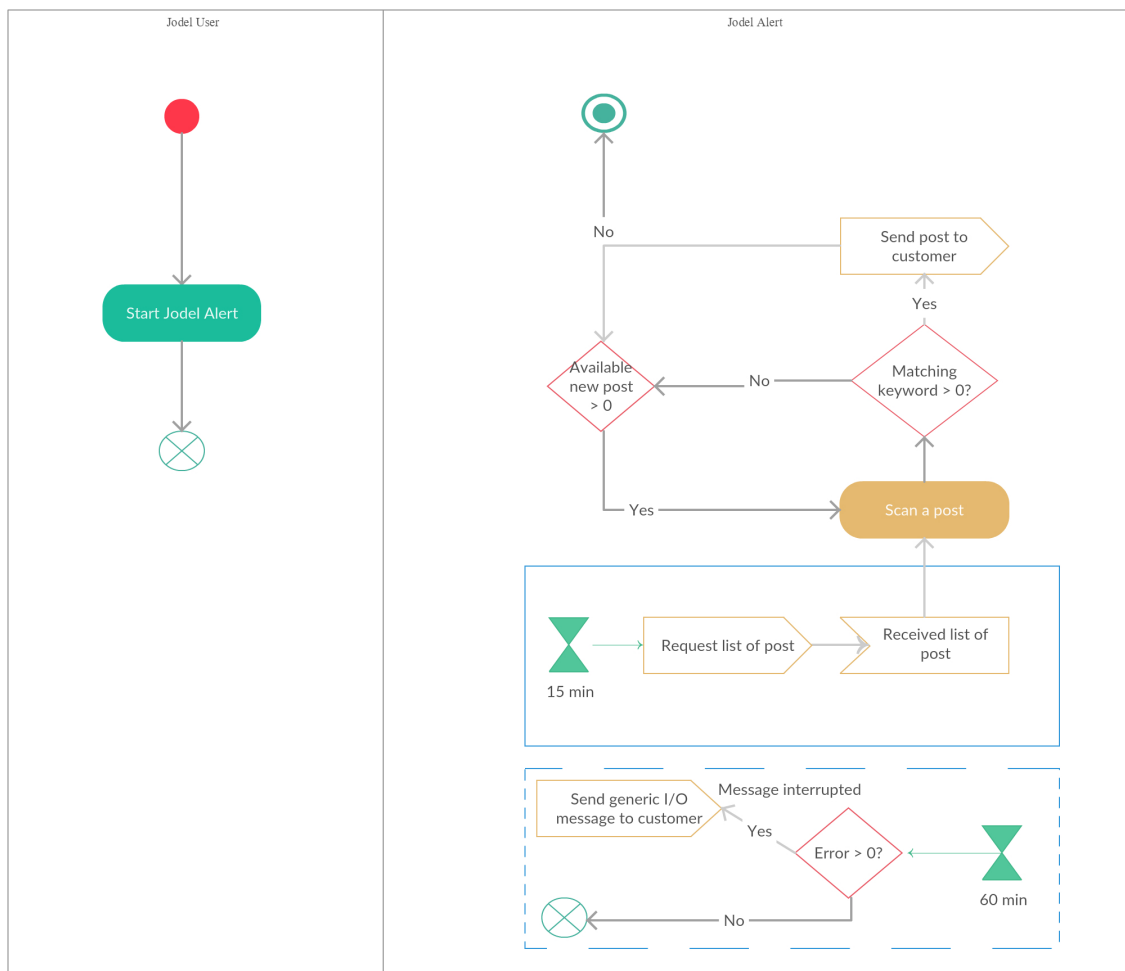 Jodel User
Jodel Alert
No
Send post to
customer
Yes
Start Jodel Alert
Available
new post
> 0
No
Matching
keyword > 0?
Yes
Scan a post
Request list of post
Received list of
post
15 min
Send generic I/O
message to customer
Message interrupted
Yes
Error > 0?
60 min
No